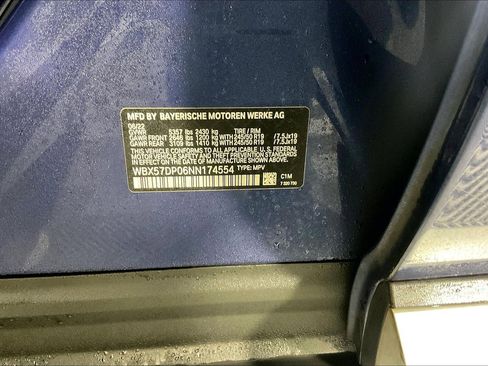 MFD BY BAYERISCHE MOTOREN WERKE AG
06/22
GVWR 5357 lbs 2430 kg TIRE / RIM
GAWR FRONT 2646 lbs 1200 kg WITH 245/50 R19 / 7.5Jx19
GAWR REAR 3109 lbs 1410 kg WITH 245/50 R19 / 7.5Jx19
THIS VEHICLE CONFORMS TO ALL APPLICABLE U.S. FEDERAL
MOTOR VEHICLE SAFETY, BUMPER, AND THEFT PREVENTION
STANDARDS IN EFFECT ON THE DATE OF MANUFACTURE SHOWN ABOVE.
WBX57DP06NN174554 TYPE: MPV
C1M